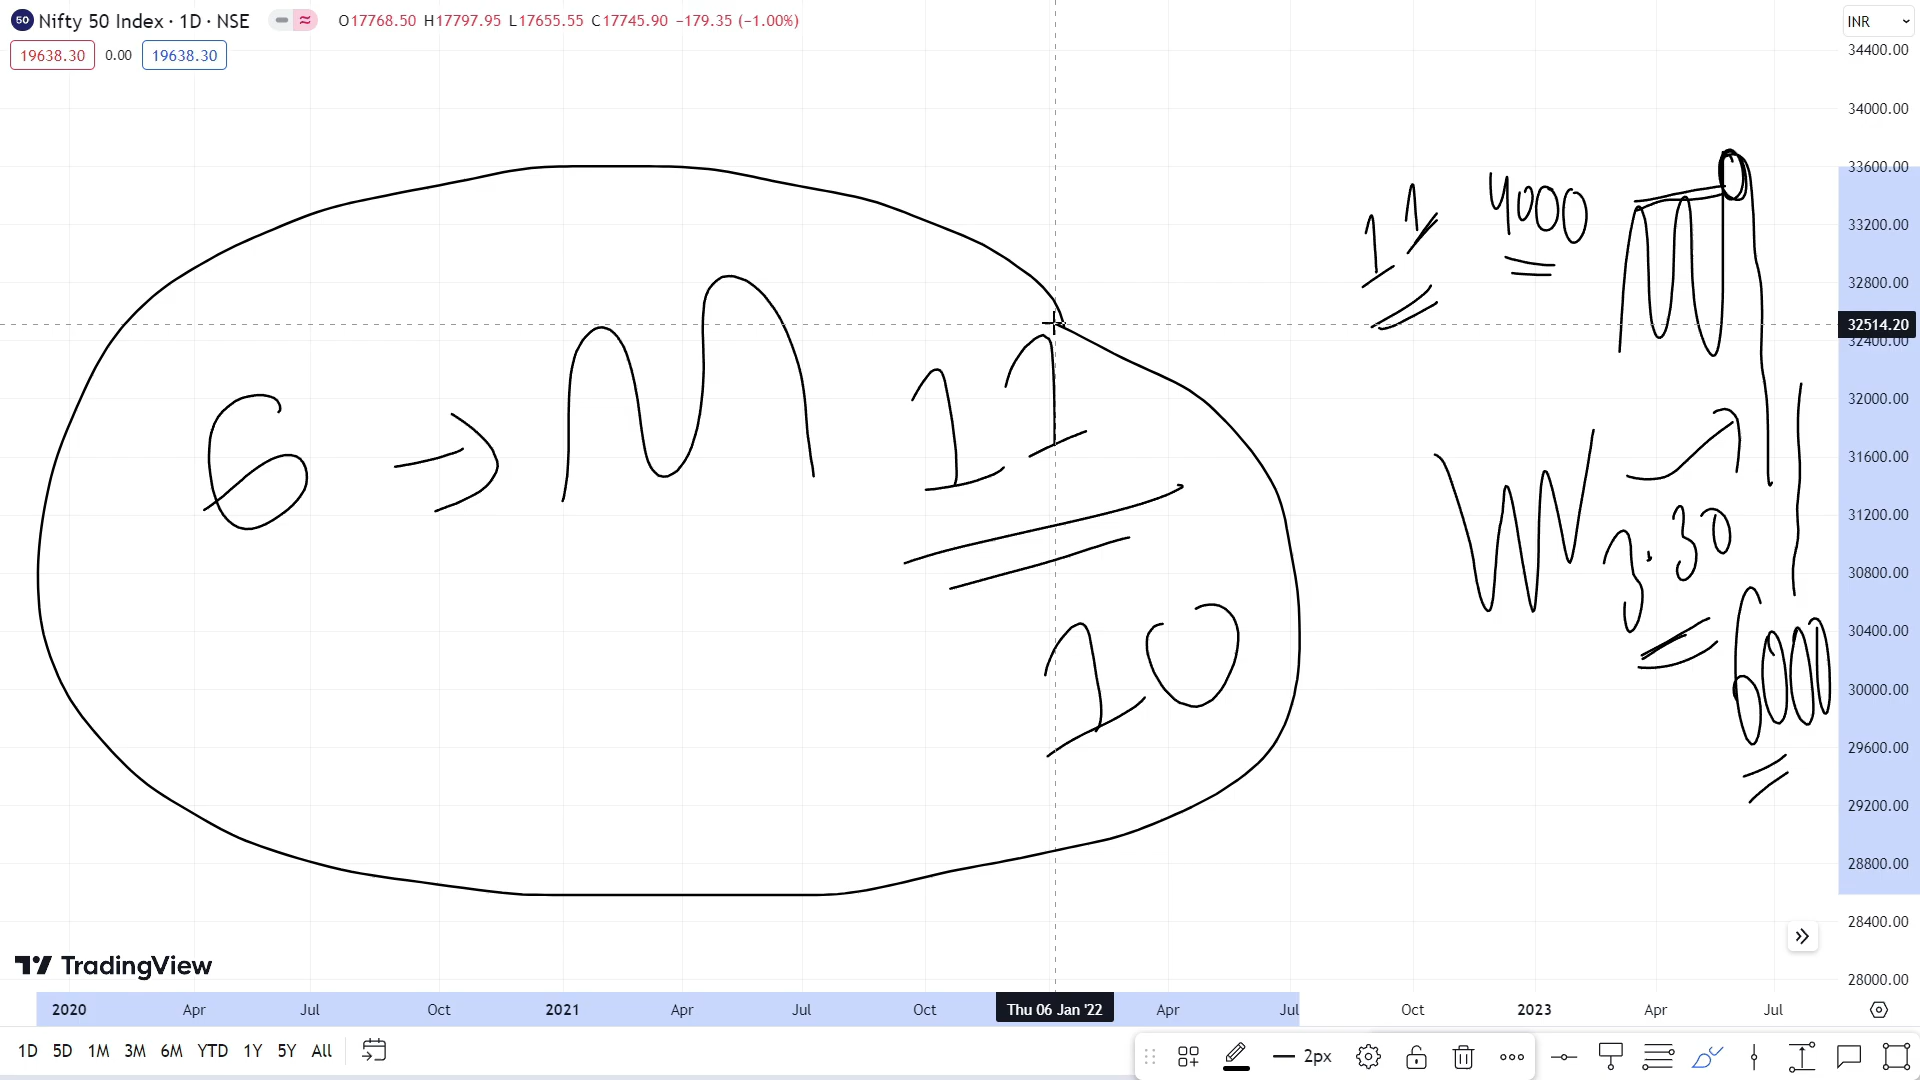 50 Nifty 50 Index · 1D · NSE O17768.50 H17797.95 L17655.55 C17745.90 −179.35 (−1.00%)
19638.30 0.00 19638.30
INR
34400.00
34000.00
33600.00
33200.00
32800.00
32514.20
32400.00
32000.00
31600.00
31200.00
30800.00
30400.00
30000.00
29600.00
29200.00
28800.00
28400.00
28000.00
11 4000
6 → M 11
10
W
3.30
6000
TradingView
2020 Apr Jul Oct 2021 Apr Jul Oct Thu 06 Jan '22 Apr Jul Oct 2023 Apr Jul
1D 5D 1M 3M 6M YTD 1Y 5Y All
2px